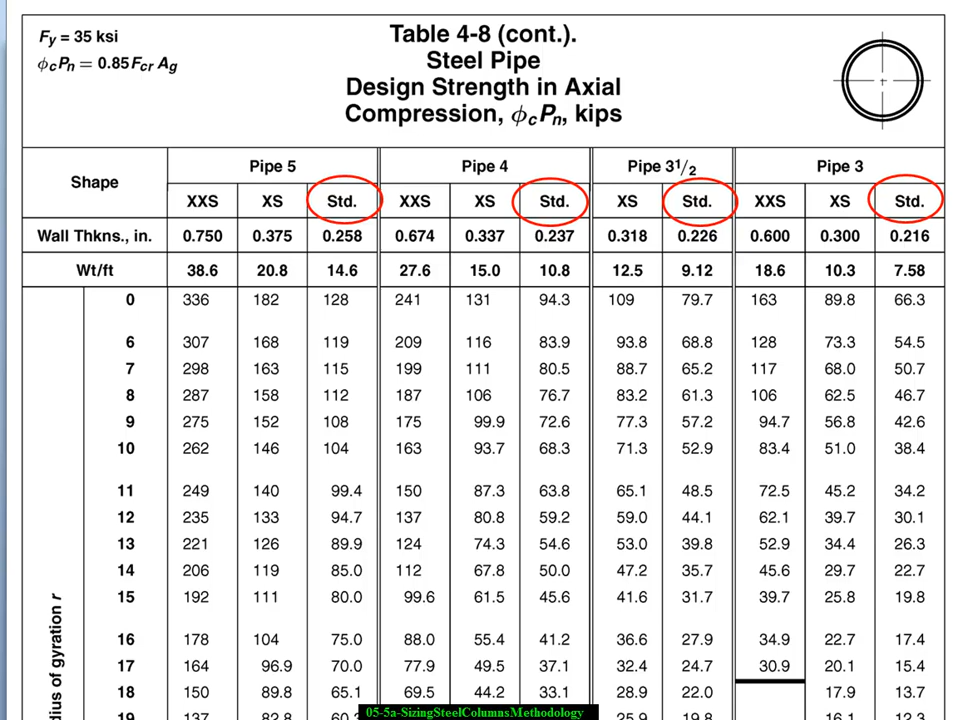 Fy = 35 ksi
ϕcPn = 0.85Fcr Ag
Table 4-8 (cont.).
Steel Pipe
Design Strength in Axial
Compression, ϕcPn, kips
Shape Pipe 5 Pipe 4 Pipe 3 1/2 Pipe 3
XXS XS Std. XXS XS Std. XS Std. XXS XS Std.
Wall Thkns., in. 0.750 0.375 0.258 0.674 0.337 0.237 0.318 0.226 0.600 0.300 0.216
Wt/ft 38.6 20.8 14.6 27.6 15.0 10.8 12.5 9.12 18.6 10.3 7.58
0 336 182 128 241 131 94.3 109 79.7 163 89.8 66.3
6 307 168 119 209 116 83.9 93.8 68.8 128 73.3 54.5
7 298 163 115 199 111 80.5 88.7 65.2 117 68.0 50.7
8 287 158 112 187 106 76.7 83.2 61.3 106 62.5 46.7
9 275 152 108 175 99.9 72.6 77.3 57.2 94.7 56.8 42.6
10 262 146 104 163 93.7 68.3 71.3 52.9 83.4 51.0 38.4
11 249 140 99.4 150 87.3 63.8 65.1 48.5 72.5 45.2 34.2
12 235 133 94.7 137 80.8 59.2 59.0 44.1 62.1 39.7 30.1
13 221 126 89.9 124 74.3 54.6 53.0 39.8 52.9 34.4 26.3
14 206 119 85.0 112 67.8 50.0 47.2 35.7 45.6 29.7 22.7
15 192 111 80.0 99.6 61.5 45.6 41.6 31.7 39.7 25.8 19.8
16 178 104 75.0 88.0 55.4 41.2 36.6 27.9 34.9 22.7 17.4
17 164 96.9 70.0 77.9 49.5 37.1 32.4 24.7 30.9 20.1 15.4
18 150 89.8 65.1 69.5 44.2 33.1 28.9 22.0 17.9 13.7
19 137 82.8 25.9 19.8 16.1 12.3
dius of gyration r
05-5a-SizingSteelColumnsMethodology